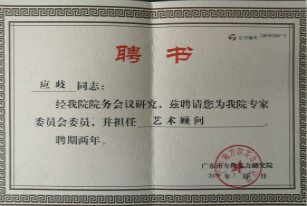 聘书
应歧 同志:
经我院院务会议研究，兹聘请您为我院专家
委员会委员，并担任 艺术顾问
聘期两年。